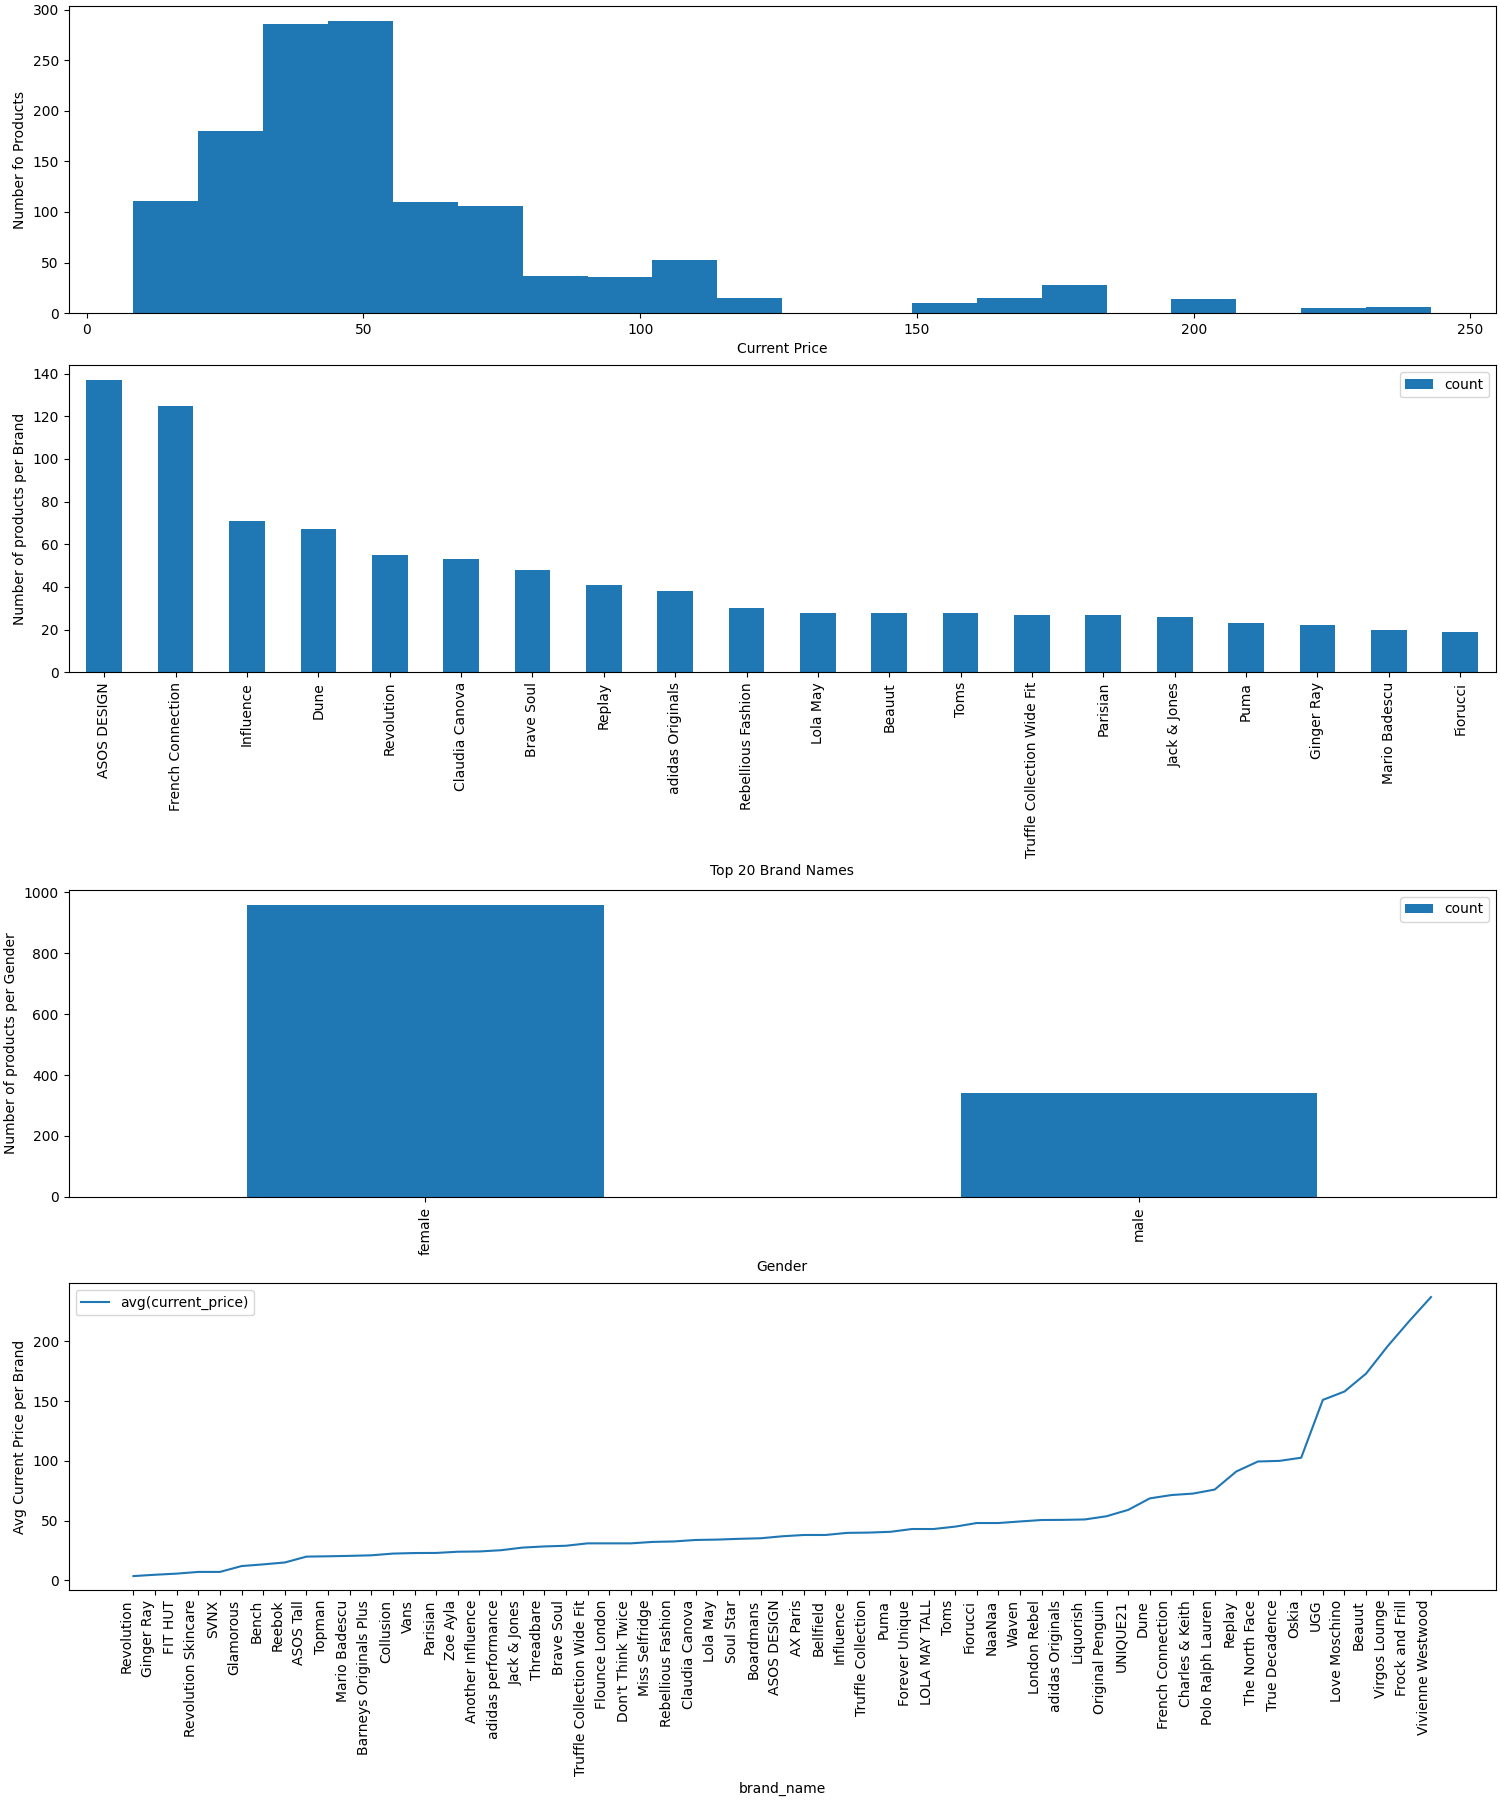 Number fo Products
300
250
200
150
100
50
0
0 50 100 150 200 250
Current Price
Number of products per Brand
140
120
100
80
60
40
20
0
count
ASOS DESIGN
French Connection
Influence
Dune
Revolution
Claudia Canova
Brave Soul
Replay
adidas Originals
Rebellious Fashion
Lola May
Beauut
Toms
Truffle Collection Wide Fit
Parisian
Jack & Jones
Puma
Ginger Ray
Mario Badescu
Fiorucci
Top 20 Brand Names
Number of products per Gender
1000
800
600
400
200
0
count
female
male
Gender
Avg Current Price per Brand
200
150
100
50
0
avg(current_price)
Revolution
Ginger Ray
FIT HUT
Revolution Skincare
SVNX
Glamorous
Bench
Reebok
ASOS Tall
Topman
Mario Badescu
Barneys Originals Plus
Collusion
Vans
Parisian
Zoe Ayla
Another Influence
adidas performance
Jack & Jones
Threadbare
Brave Soul
Truffle Collection Wide Fit
Flounce London
Don't Think Twice
Miss Selfridge
Rebellious Fashion
Claudia Canova
Lola May
Soul Star
Boardmans
ASOS DESIGN
AX Paris
Bellfield
Influence
Truffle Collection
Puma
Forever Unique
LOLA MAY TALL
Toms
Fiorucci
NaaNaa
Waven
London Rebel
adidas Originals
Liquorish
Original Penguin
UNIQUE21
Dune
French Connection
Charles & Keith
Polo Ralph Lauren
Replay
The North Face
True Decadence
Oskia
UGG
Love Moschino
Beauut
Virgos Lounge
Frock and Frill
Vivienne Westwood
brand_name